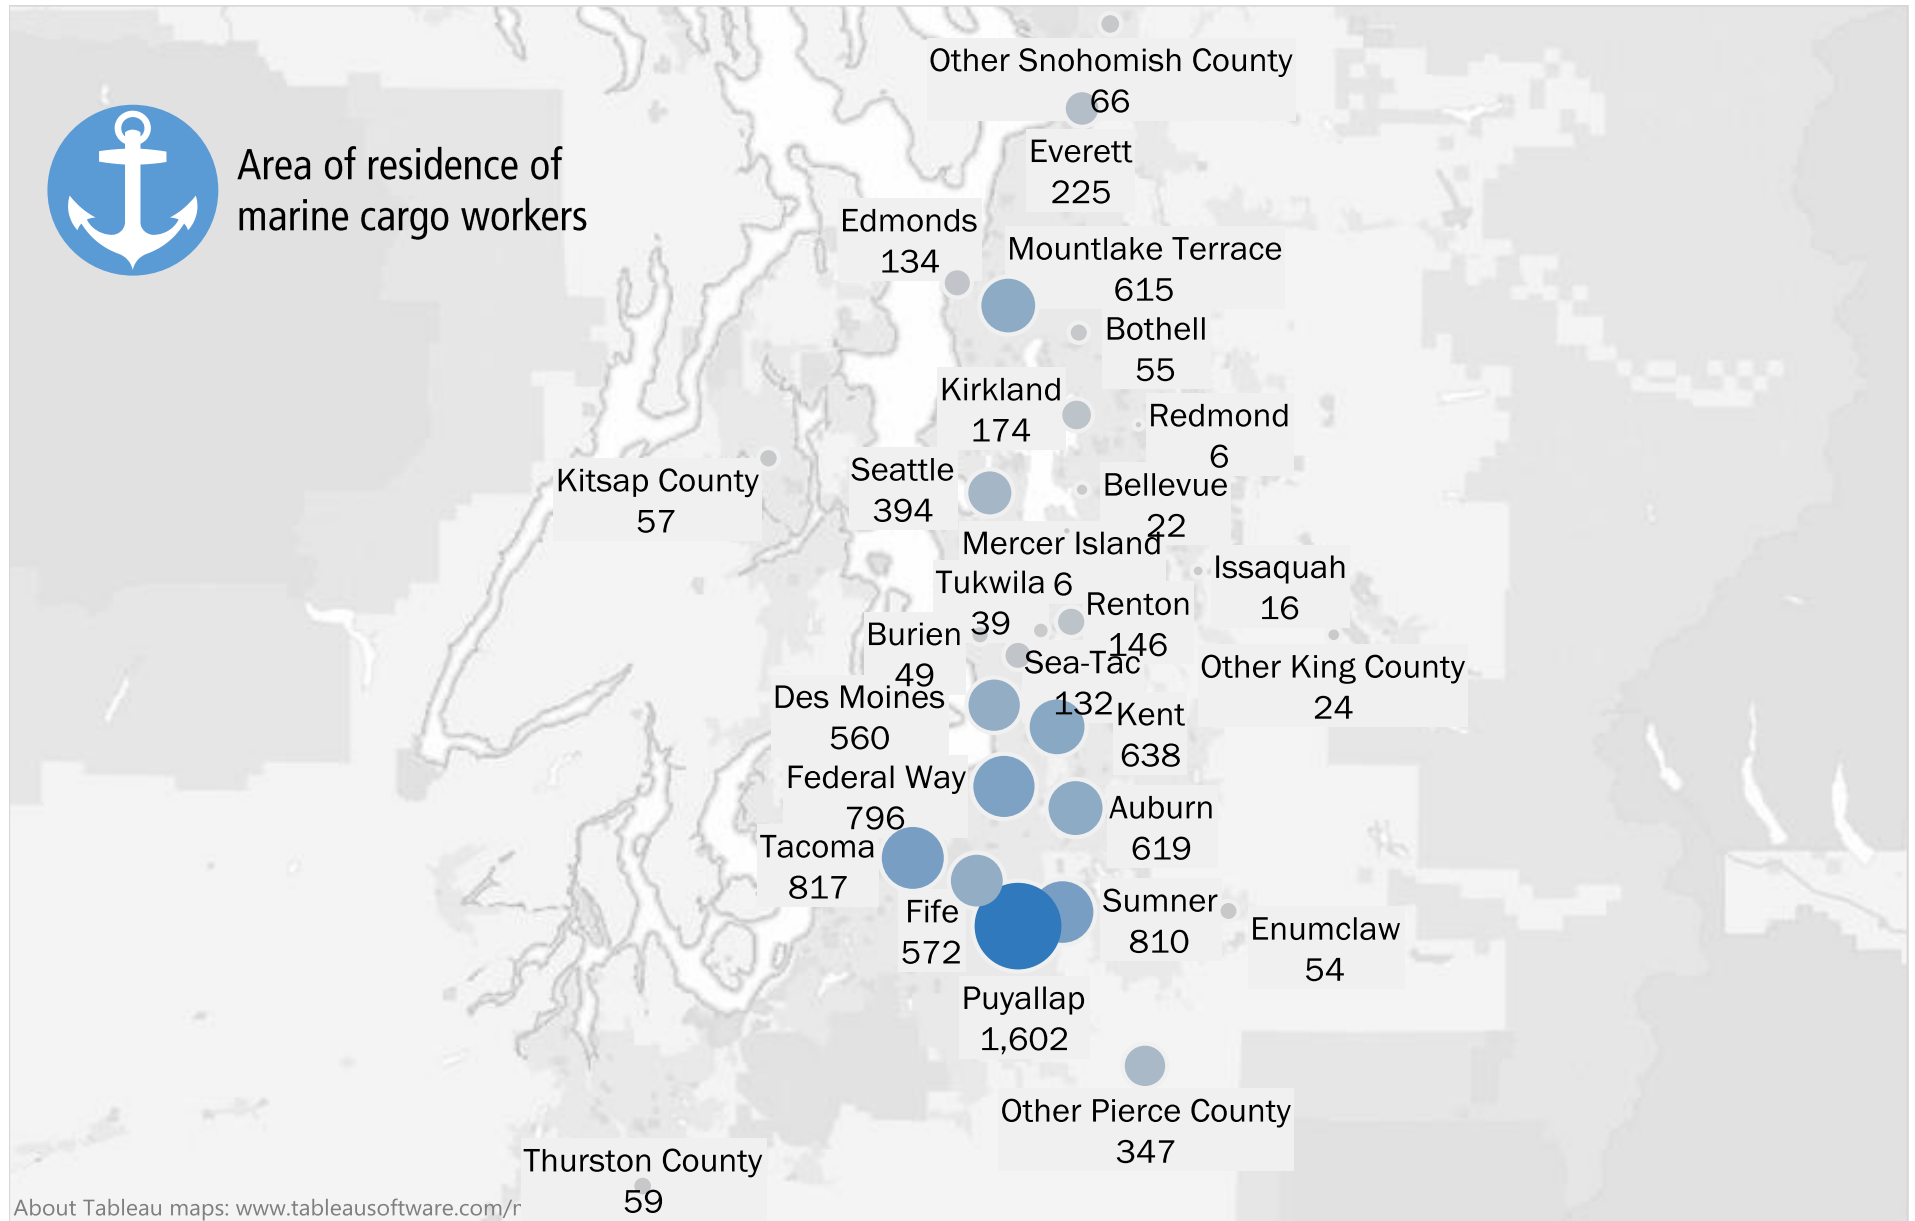 Area of residence of
marine cargo workers
Other Snohomish County
66
Everett
225
Edmonds
134
Mountlake Terrace
615
Bothell
55
Kirkland
174
Redmond
6
Seattle
394
Kitsap County
57
Bellevue
22
Mercer Island
6
Issaquah
16
Tukwila
39
Renton
146
Burien
49
Sea-Tac
132
Other King County
24
Des Moines
560
Kent
638
Federal Way
796
Auburn
619
Tacoma
817
Fife
572
Sumner
810
Enumclaw
54
Puyallap
1,602
Other Pierce County
347
Thurston County
59
About Tableau maps: www.tableausoftware.com/